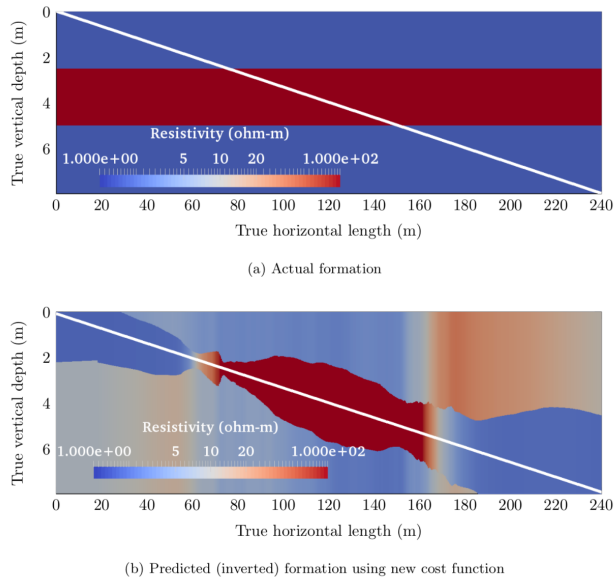 0
2
4
6
True vertical depth (m)
Resistivity (ohm-m)
1.000e+00 5 10 20 1.000e+02
0 20 40 60 80 100 120 140 160 180 200 220 240
True horizontal length (m)
(a) Actual formation
0
2
4
6
True vertical depth (m)
Resistivity (ohm-m)
1.000e+00 5 10 20 1.000e+02
0 20 40 60 80 100 120 140 160 180 200 220 240
True horizontal length (m)
(b) Predicted (inverted) formation using new cost function